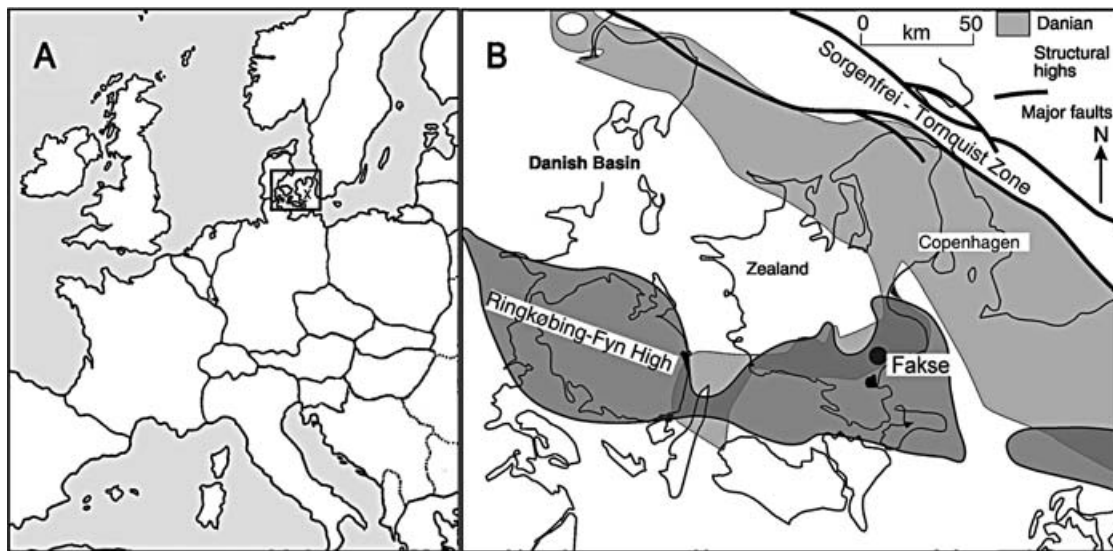 A
B
0 50
km
Danian
Structural
highs
Major faults
N
Sorgenfrei - Tornquist Zone
Danish Basin
Copenhagen
Zealand
Ringkøbing-Fyn High
Fakse